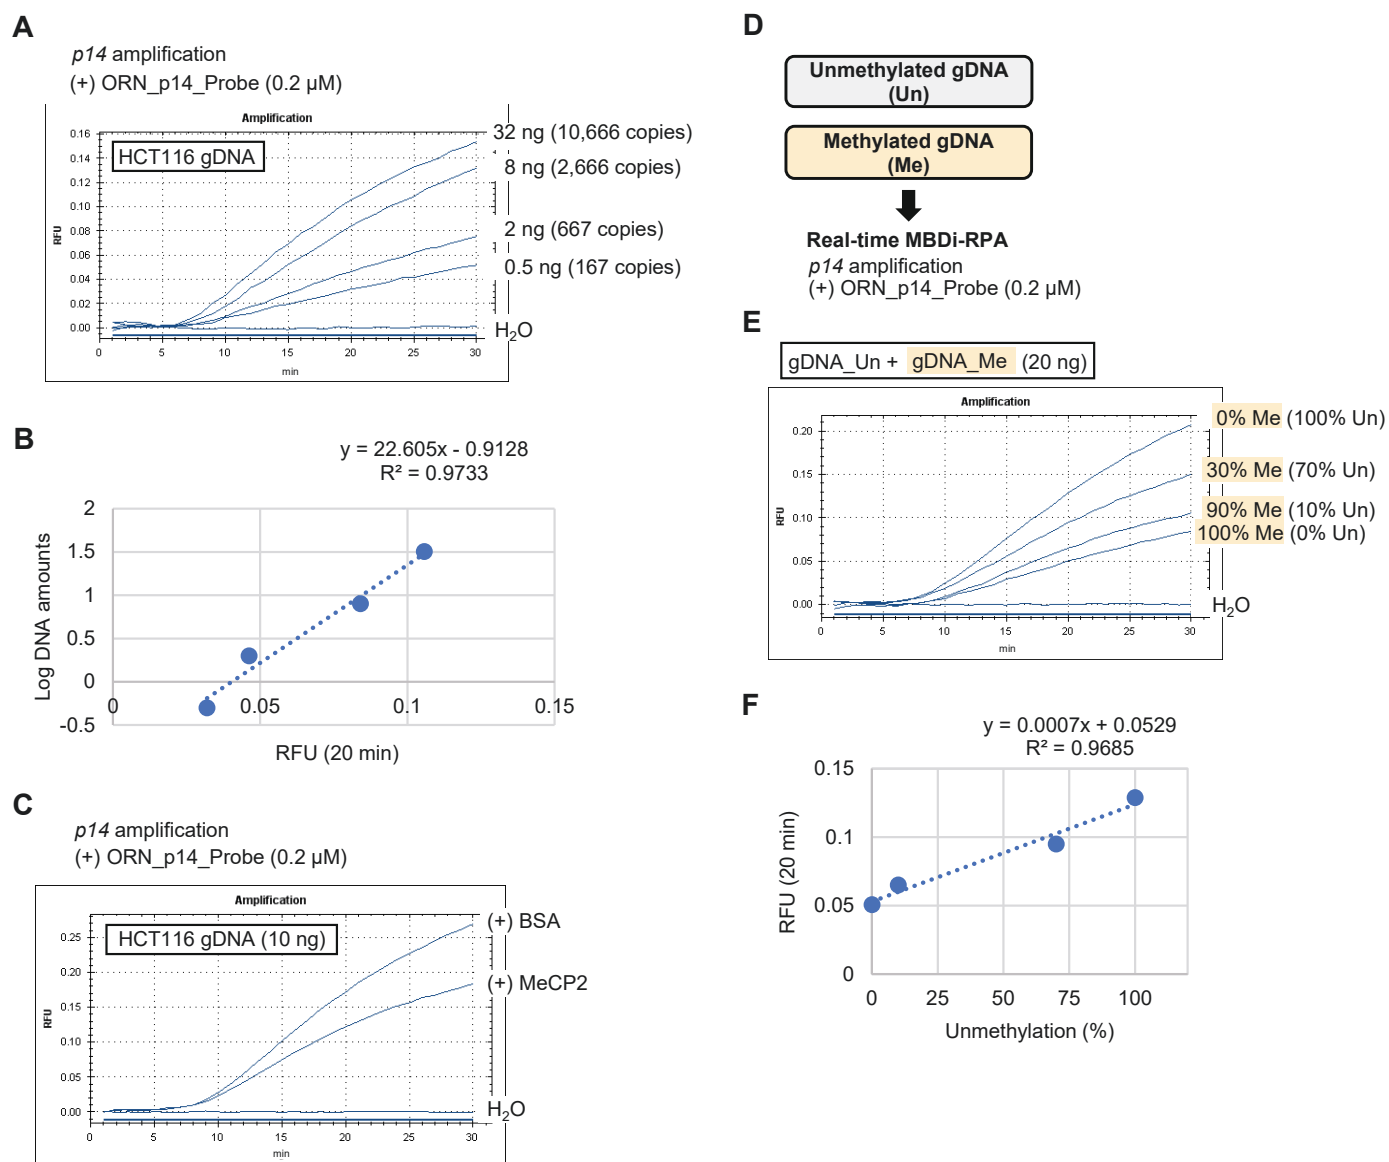 A
p14 amplification
(+) ORN_p14_Probe (0.2 µM)
Amplification
HCT116 gDNA
RFU
0.16
0.14
0.12
0.10
0.08
0.06
0.04
0.02
0.00
0 5 10 15 20 25 30
min
32 ng (10,666 copies)
8 ng (2,666 copies)
2 ng (667 copies)
0.5 ng (167 copies)
H₂O
B
y = 22.605x - 0.9128
R² = 0.9733
Log DNA amounts
2
1.5
1
0.5
0
-0.5
0 0.05 0.1 0.15
RFU (20 min)
C
p14 amplification
(+) ORN_p14_Probe (0.2 µM)
Amplification
HCT116 gDNA (10 ng)
RFU
0.25
0.20
0.15
0.10
0.05
0.00
0 5 10 15 20 25 30
min
(+) BSA
(+) MeCP2
H₂O
D
Unmethylated gDNA
(Un)
Methylated gDNA
(Me)
Real-time MBDi-RPA
p14 amplification
(+) ORN_p14_Probe (0.2 µM)
E
gDNA_Un + gDNA_Me (20 ng)
Amplification
RFU
0.20
0.15
0.10
0.05
0.00
0 5 10 15 20 25 30
min
0% Me (100% Un)
30% Me (70% Un)
90% Me (10% Un)
100% Me (0% Un)
H₂O
F
y = 0.0007x + 0.0529
R² = 0.9685
RFU (20 min)
0.15
0.1
0.05
0
0 25 50 75 100
Unmethylation (%)